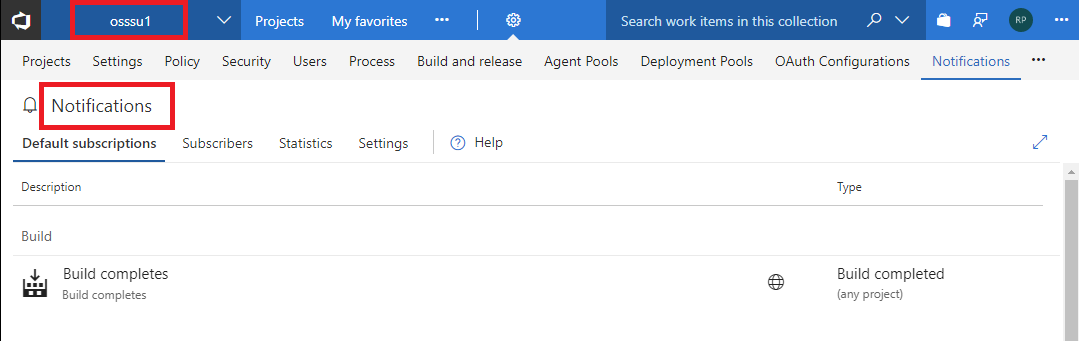 osssu1 Projects My favorites ••• Search work items in this collection RP •••
Projects Settings Policy Security Users Process Build and release Agent Pools Deployment Pools OAuth Configurations Notifications •••
Notifications
Default subscriptions Subscribers Statistics Settings Help
Description Type
Build
Build completes Build completed
Build completes (any project)